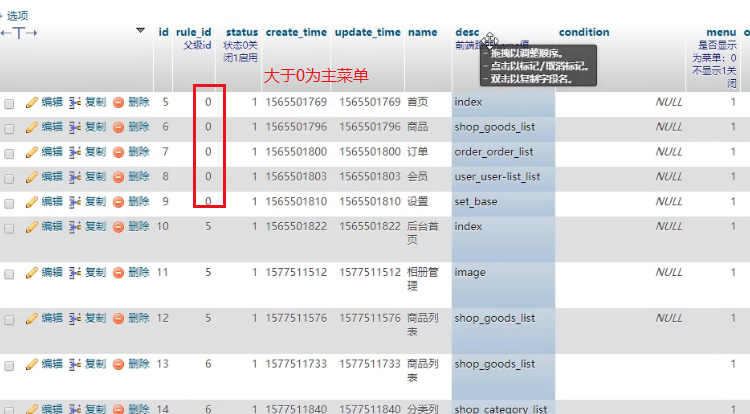 + 选项
←T→ id rule_id status create_time update_time name desc condition menu o
父级id 状态0关 前端路 是否显示
闭1启用 为菜单：0
不显示1关
闭
- 拖拽以调整顺序。
- 点击以标记/取消标记。
- 双击以复制字段名。
大于0为主菜单
编辑 复制 删除 5 0 1 1565501769 1565501769 首页 index NULL 1
编辑 复制 删除 6 0 1 1565501796 1565501796 商品 shop_goods_list NULL 1
编辑 复制 删除 7 0 1 1565501800 1565501800 订单 order_order_list NULL 1
编辑 复制 删除 8 0 1 1565501803 1565501803 会员 user_user-list_list NULL 1
编辑 复制 删除 9 0 1 1565501810 1565501810 设置 set_base NULL 1
编辑 复制 删除 10 5 1 1565501822 1565501822 后台首 index NULL 1
页
编辑 复制 删除 11 5 1 1577511512 1577511512 相册管 image NULL 1
理
编辑 复制 删除 12 5 1 1577511576 1577511576 商品列 shop_goods_list NULL 1
表
编辑 复制 删除 13 6 1 1577511733 1577511733 商品列 shop_goods_list 1
表
编辑 复制 删除 14 6 1 1577511840 1577511840 分类列 shop_category_list 1